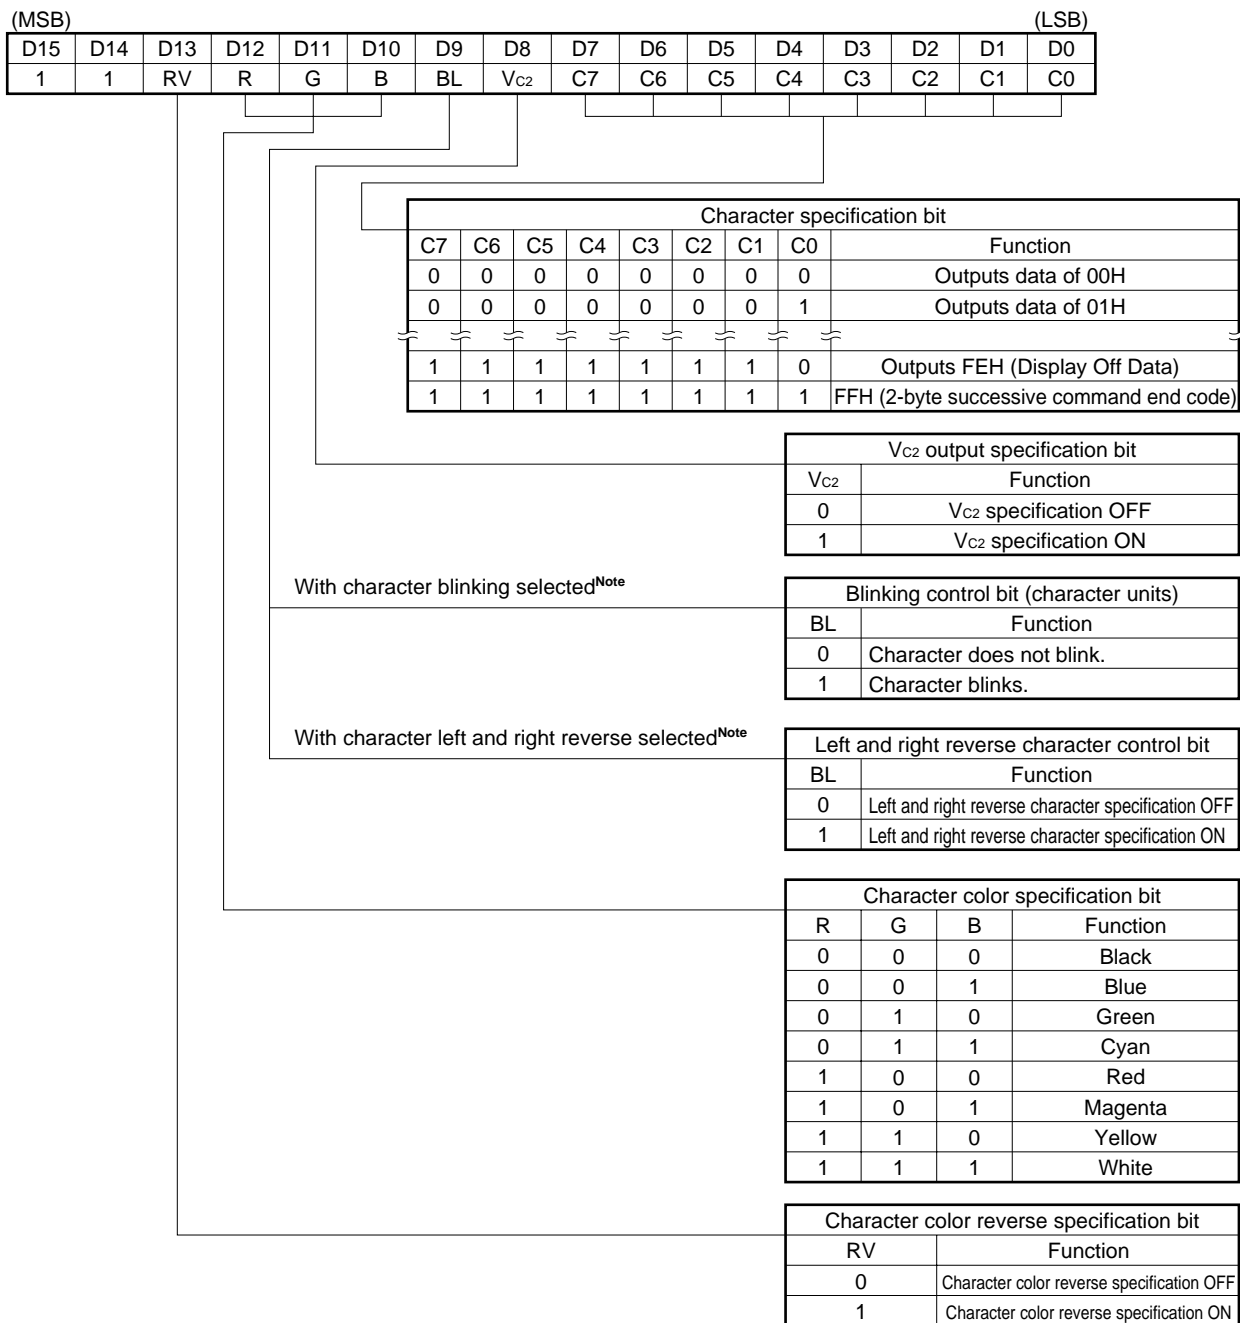 (MSB) (LSB)
D15 D14 D13 D12 D11 D10 D9 D8 D7 D6 D5 D4 D3 D2 D1 D0
1 1 RV R G B BL VC2 C7 C6 C5 C4 C3 C2 C1 C0
Character specification bit
C7 C6 C5 C4 C3 C2 C1 C0 Function
0 0 0 0 0 0 0 0 Outputs data of 00H
0 0 0 0 0 0 0 1 Outputs data of 01H
1 1 1 1 1 1 1 0 Outputs FEH (Display Off Data)
1 1 1 1 1 1 1 1 FFH (2-byte successive command end code)
VC2 output specification bit
VC2 Function
0 VC2 specification OFF
1 VC2 specification ON
With character blinking selectedNote
Blinking control bit (character units)
BL Function
0 Character does not blink.
1 Character blinks.
With character left and right reverse selectedNote
Left and right reverse character control bit
BL Function
0 Left and right reverse character specification OFF
1 Left and right reverse character specification ON
Character color specification bit
R G B Function
0 0 0 Black
0 0 1 Blue
0 1 0 Green
0 1 1 Cyan
1 0 0 Red
1 0 1 Magenta
1 1 0 Yellow
1 1 1 White
Character color reverse specification bit
RV Function
0 Character color reverse specification OFF
1 Character color reverse specification ON